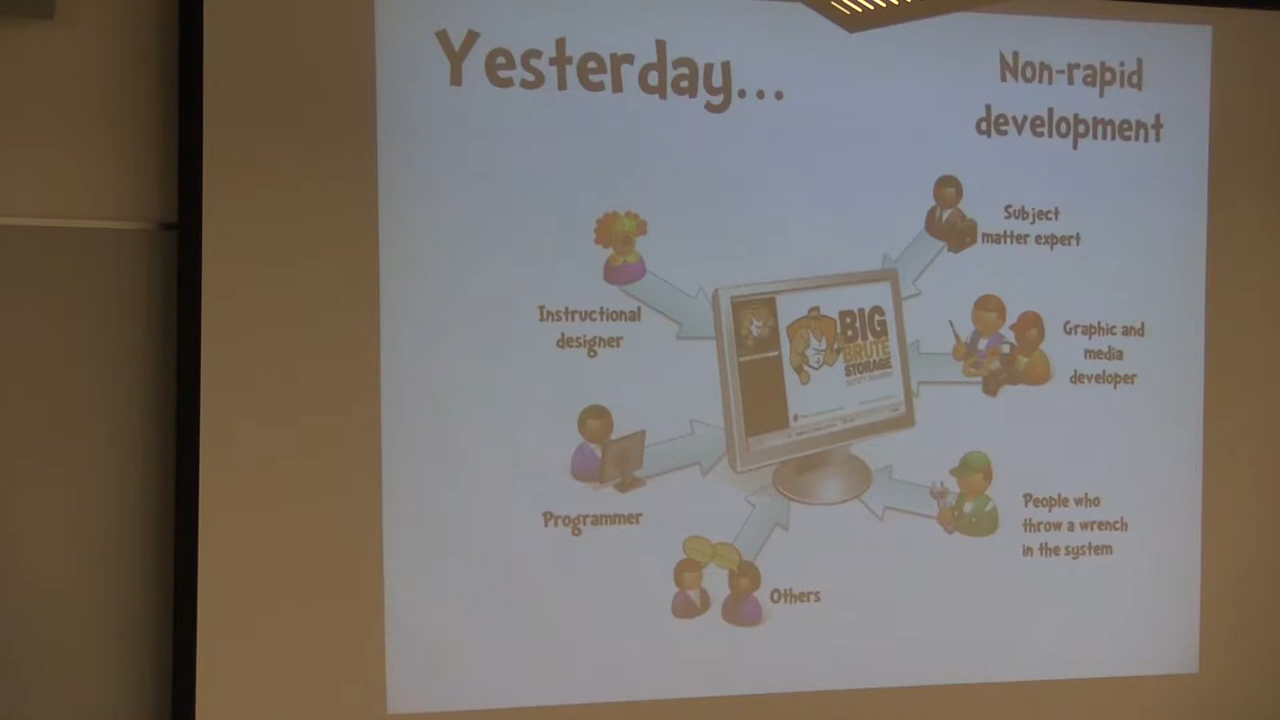 Yesterday...
Non-rapid
development
Subject
matter expert
Instructional
designer
BIG
BRUTE
STORAGE
Graphic and
media
developer
Programmer
People who
throw a wrench
in the system
Others